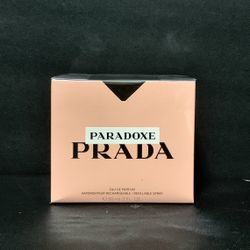 PARADOXE
PRADA
EAU DE PARFUM
VAPORISATEUR RECHARGEABLE / REFILLABLE SPRAY